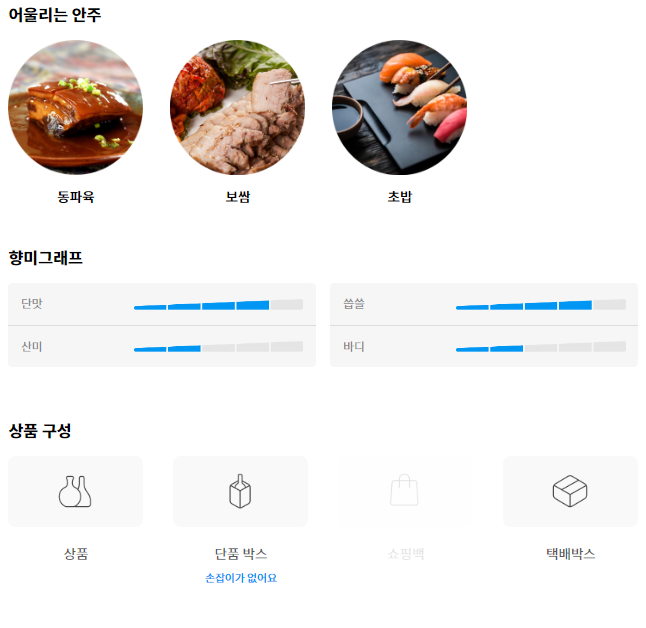 어울리는 안주
동파육
보쌈
초밥
향미그래프
단맛
씁쓸
산미
바디
상품 구성
상품
단품 박스
쇼핑백
택배박스
손잡이가 없어요